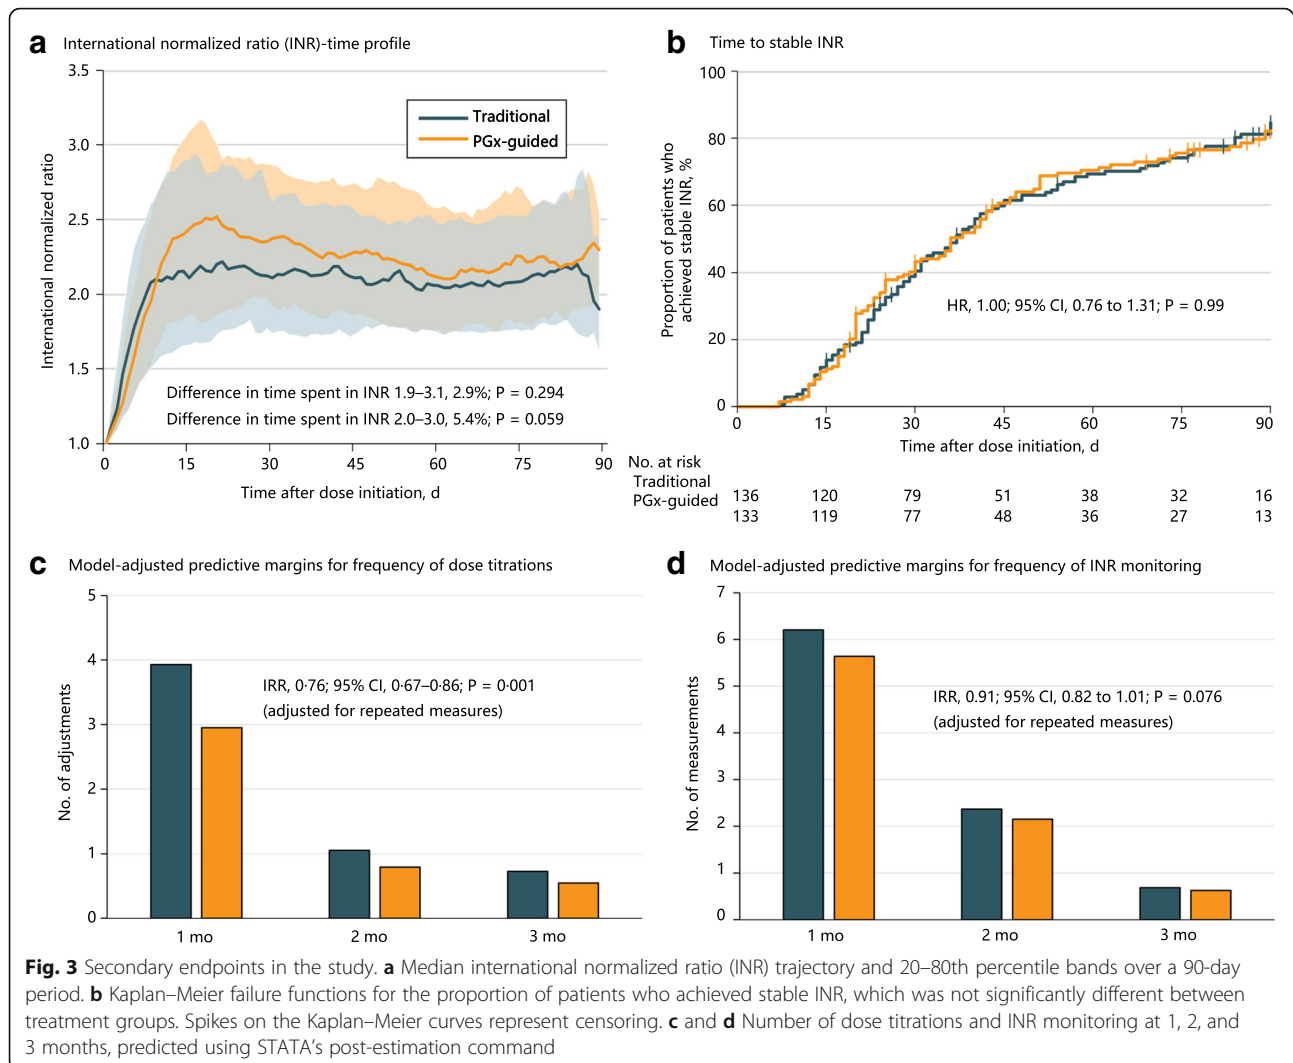 a International normalized ratio (INR)-time profile
3.5
3.0
2.5
2.0
1.5
1.0
International normalized ratio
Traditional
PGx-guided
Difference in time spent in INR 1.9–3.1, 2.9%; P = 0.294
Difference in time spent in INR 2.0–3.0, 5.4%; P = 0.059
0 15 30 45 60 75 90
Time after dose initiation, d
b Time to stable INR
100
80
60
40
20
0
Proportion of patients who
achieved stable INR, %
HR, 1.00; 95% CI, 0.76 to 1.31; P = 0.99
0 15 30 45 60 75 90
Time after dose initiation, d
No. at risk
Traditional
PGx-guided
136 120 79 51 38 32 16
133 119 77 48 36 27 13
c Model-adjusted predictive margins for frequency of dose titrations
5
4
3
2
1
0
No. of adjustments
IRR, 0·76; 95% CI, 0·67–0·86; P = 0·001
(adjusted for repeated measures)
1 mo 2 mo 3 mo
d Model-adjusted predictive margins for frequency of INR monitoring
7
6
5
4
3
2
1
0
No. of measurements
IRR, 0.91; 95% CI, 0.82 to 1.01; P = 0.076
(adjusted for repeated measures)
1 mo 2 mo 3 mo
Fig. 3 Secondary endpoints in the study. a Median international normalized ratio (INR) trajectory and 20–80th percentile bands over a 90-day
period. b Kaplan–Meier failure functions for the proportion of patients who achieved stable INR, which was not significantly different between
treatment groups. Spikes on the Kaplan–Meier curves represent censoring. c and d Number of dose titrations and INR monitoring at 1, 2, and
3 months, predicted using STATA’s post-estimation command